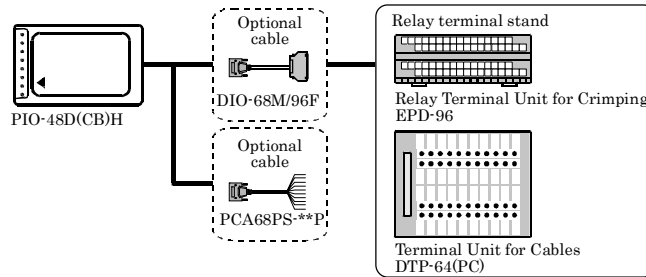 PIO-48D(CB)H
Optional
cable
DIO-68M/96F
Optional
cable
PCA68PS-**P
Relay terminal stand
Relay Terminal Unit for Crimping
EPD-96
Terminal Unit for Cables
DTP-64(PC)